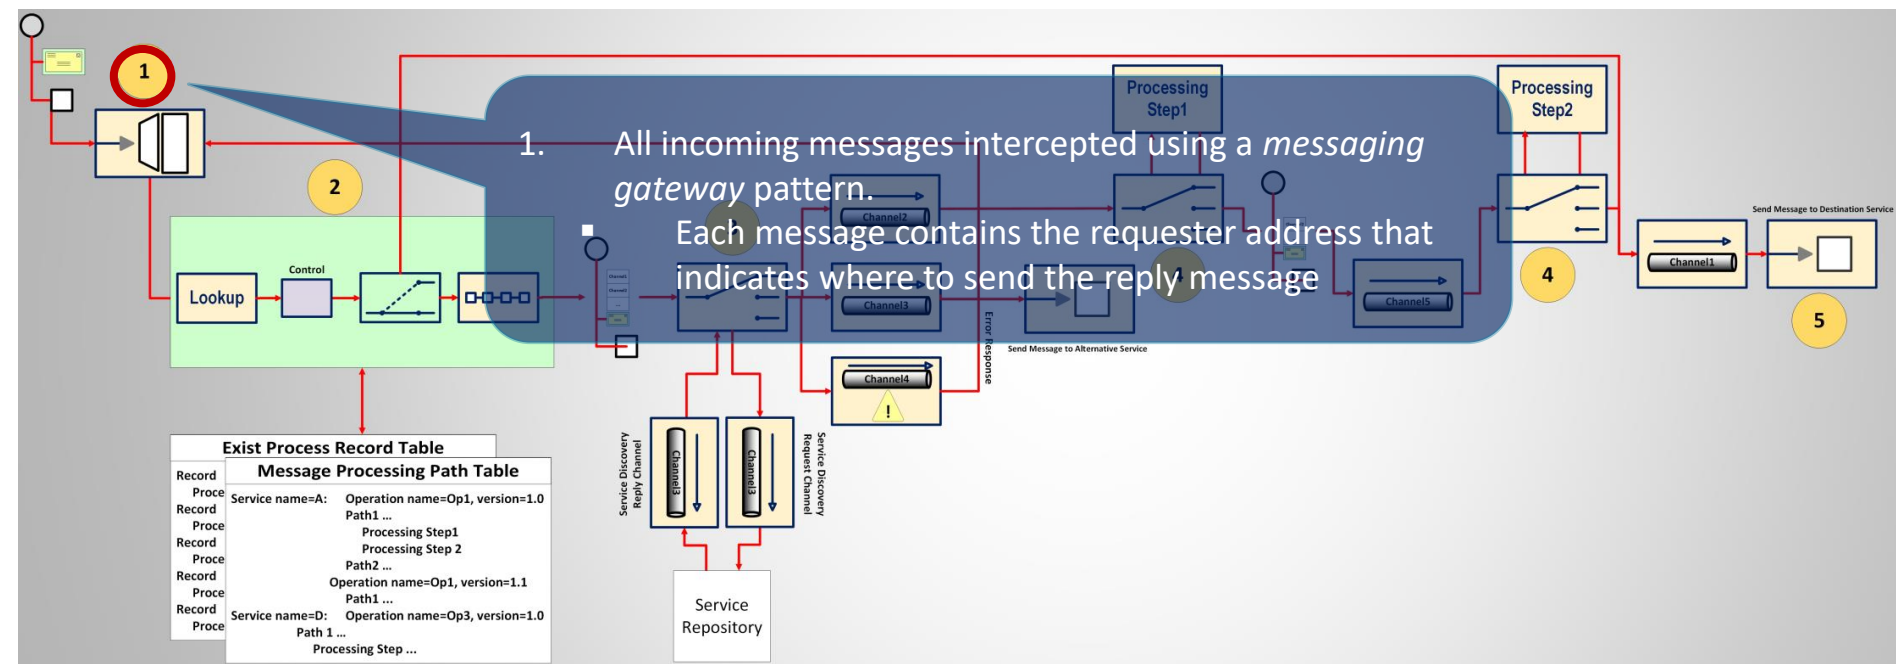 1
1. All incoming messages intercepted using a messaging
gateway pattern.
Each message contains the requester address that
indicates where to send the reply message
Processing
Step1
Processing
Step2
2
3
Channel2
Send Message to Destination Service
Lookup
Control
Channel1
Channel2
Channel3
4
Channel5
4
Channel1
5
Error Response
Send Message to Alternative Service
Channel4
!
Service Discovery
Reply Channel
Channel3
Channel3
Service Discovery
Request Channel
Exist Process Record Table
Record
Proce
Record
Proce
Record
Proce
Record
Proce
Record
Proce
Message Processing Path Table
Service name=A: Operation name=Op1, version=1.0
Path1 ...
Processing Step1
Processing Step 2
Path2 ...
Operation name=Op1, version=1.1
Path1 ...
Service name=D: Operation name=Op3, version=1.0
Path 1 ...
Processing Step ...
Service
Repository